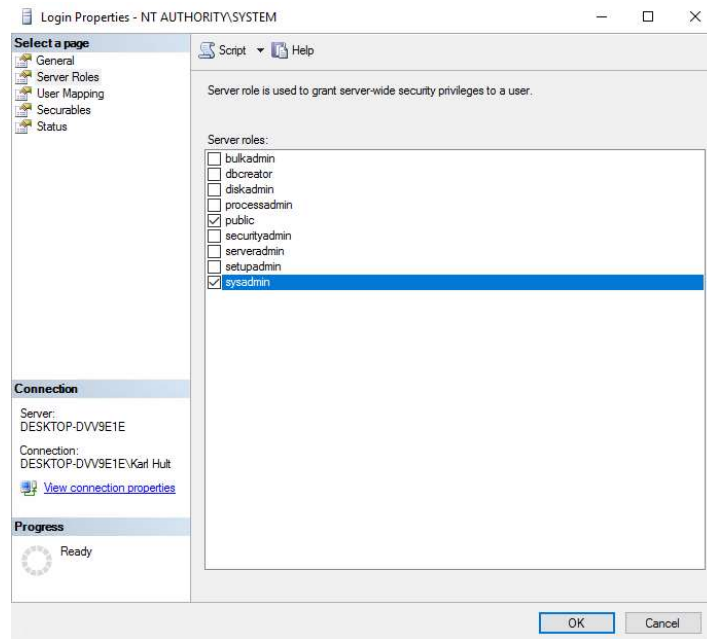 Login Properties - NT AUTHORITY\SYSTEM
Select a page
General
Server Roles
User Mapping
Securables
Status
Script
Help
Server role is used to grant server-wide security privileges to a user.
Server roles:
bulkadmin
dbcreator
diskadmin
processadmin
public
securityadmin
serveradmin
setupadmin
sysadmin
Connection
Server:
DESKTOP-DVV9E1E
Connection:
DESKTOP-DVV9E1E\Karl Hult
View connection properties
Progress
Ready
OK
Cancel